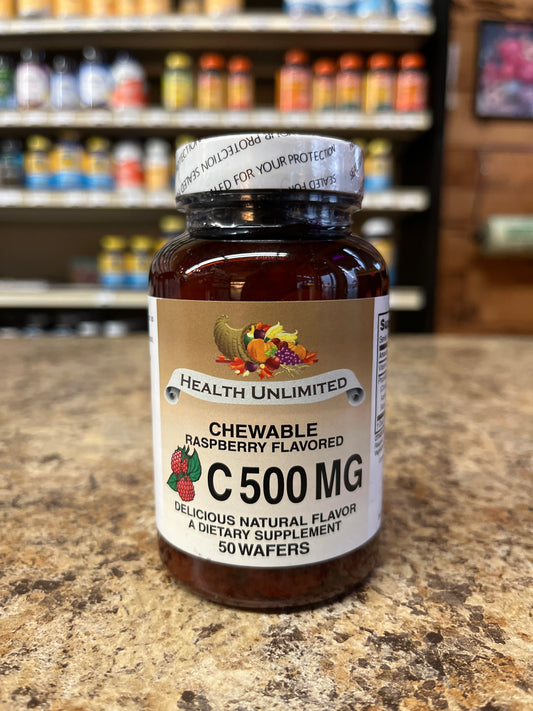 SEALED FOR YOUR PROTECTION
HEALTH UNLIMITED
CHEWABLE
RASPBERRY FLAVORED
C 500 MG
DELICIOUS NATURAL FLAVOR
A DIETARY SUPPLEMENT
50 WAFERS